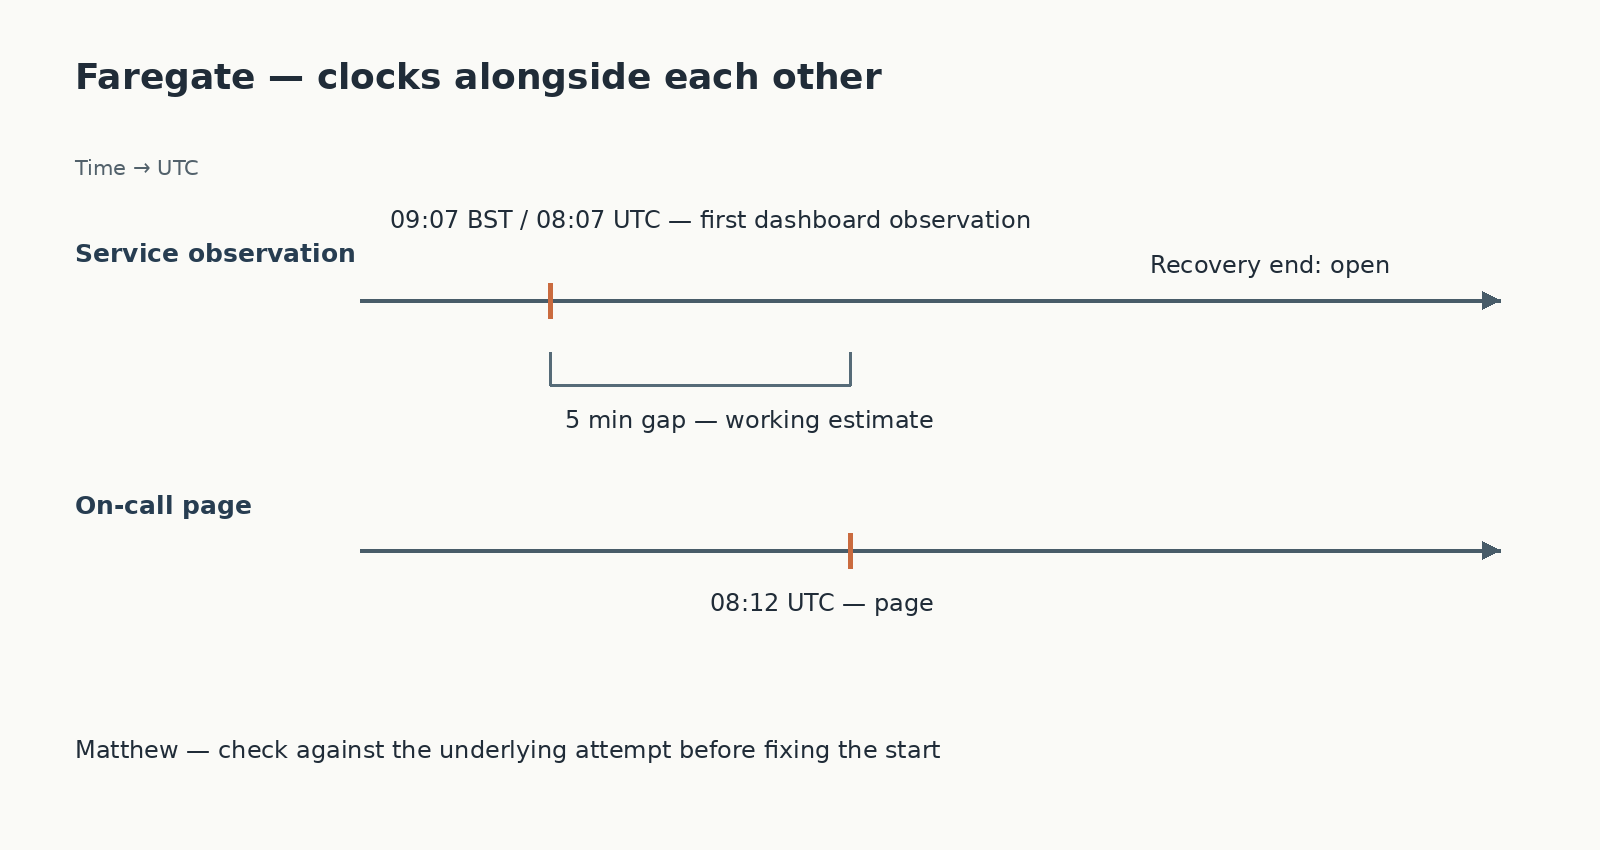 Faregate — clocks alongside each other
Time → UTC
09:07 BST / 08:07 UTC — first dashboard observation
Service observation
Recovery end: open
5 min gap — working estimate
On-call page
08:12 UTC — page
Matthew — check against the underlying attempt before fixing the start